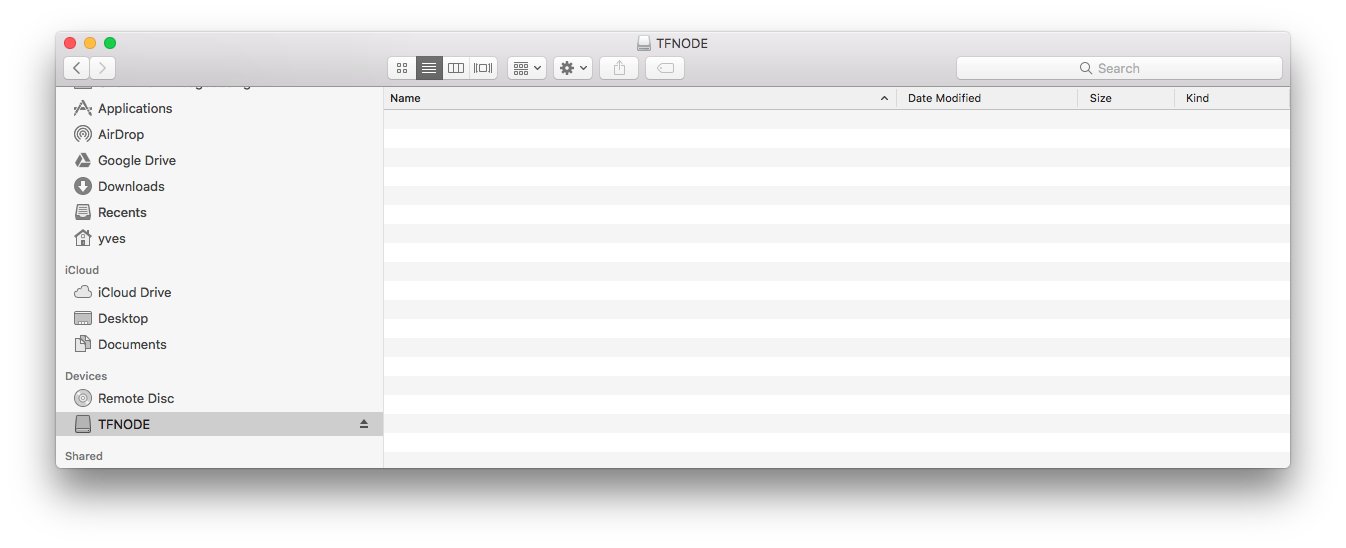 TFNODE
Search
Name Date Modified Size Kind
Applications
AirDrop
Google Drive
Downloads
Recents
yves
iCloud
iCloud Drive
Desktop
Documents
Devices
Remote Disc
TFNODE
Shared